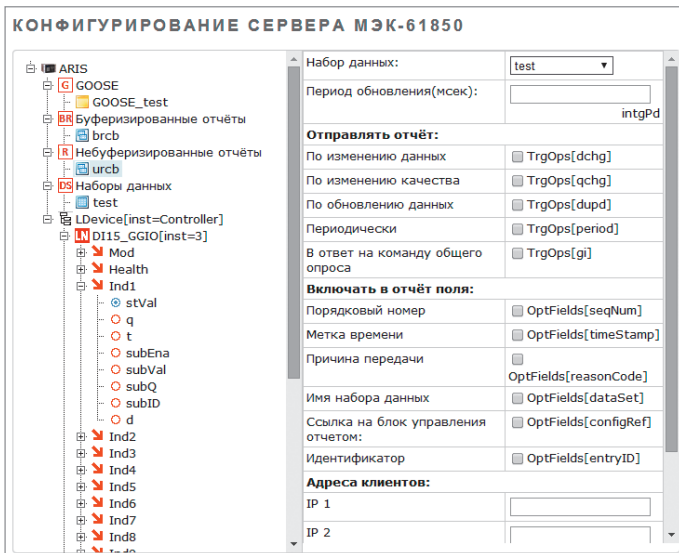 КОНФИГУРИРОВАНИЕ СЕРВЕРА МЭК-61850
ARIS
G GOOSE
GOOSE_test
BR Буферизированные отчёты
brcb
R Небуферизированные отчёты
urcb
DS Наборы данных
test
LDevice[inst=Controller]
LN DI15_GGIO[inst=3]
Mod
Health
Ind1
stVal
q
t
subEna
subVal
subQ
subID
d
Ind2
Ind3
Ind4
Ind5
Ind6
Ind7
Ind8
Набор данных:
test
Период обновления(мсек):
intgPd
Отправлять отчёт:
По изменению данных
TrgOps[dchg]
По изменению качества
TrgOps[qchg]
По обновлению данных
TrgOps[dupd]
Периодически
TrgOps[period]
В ответ на команду общего
опроса
TrgOps[gi]
Включать в отчёт поля:
Порядковый номер
OptFields[seqNum]
Метка времени
OptFields[timeStamp]
Причина передачи
OptFields[reasonCode]
Имя набора данных
OptFields[dataSet]
Ссылка на блок управления
отчетом:
OptFields[configRef]
Идентификатор
OptFields[entryID]
Адреса клиентов:
IP 1
IP 2